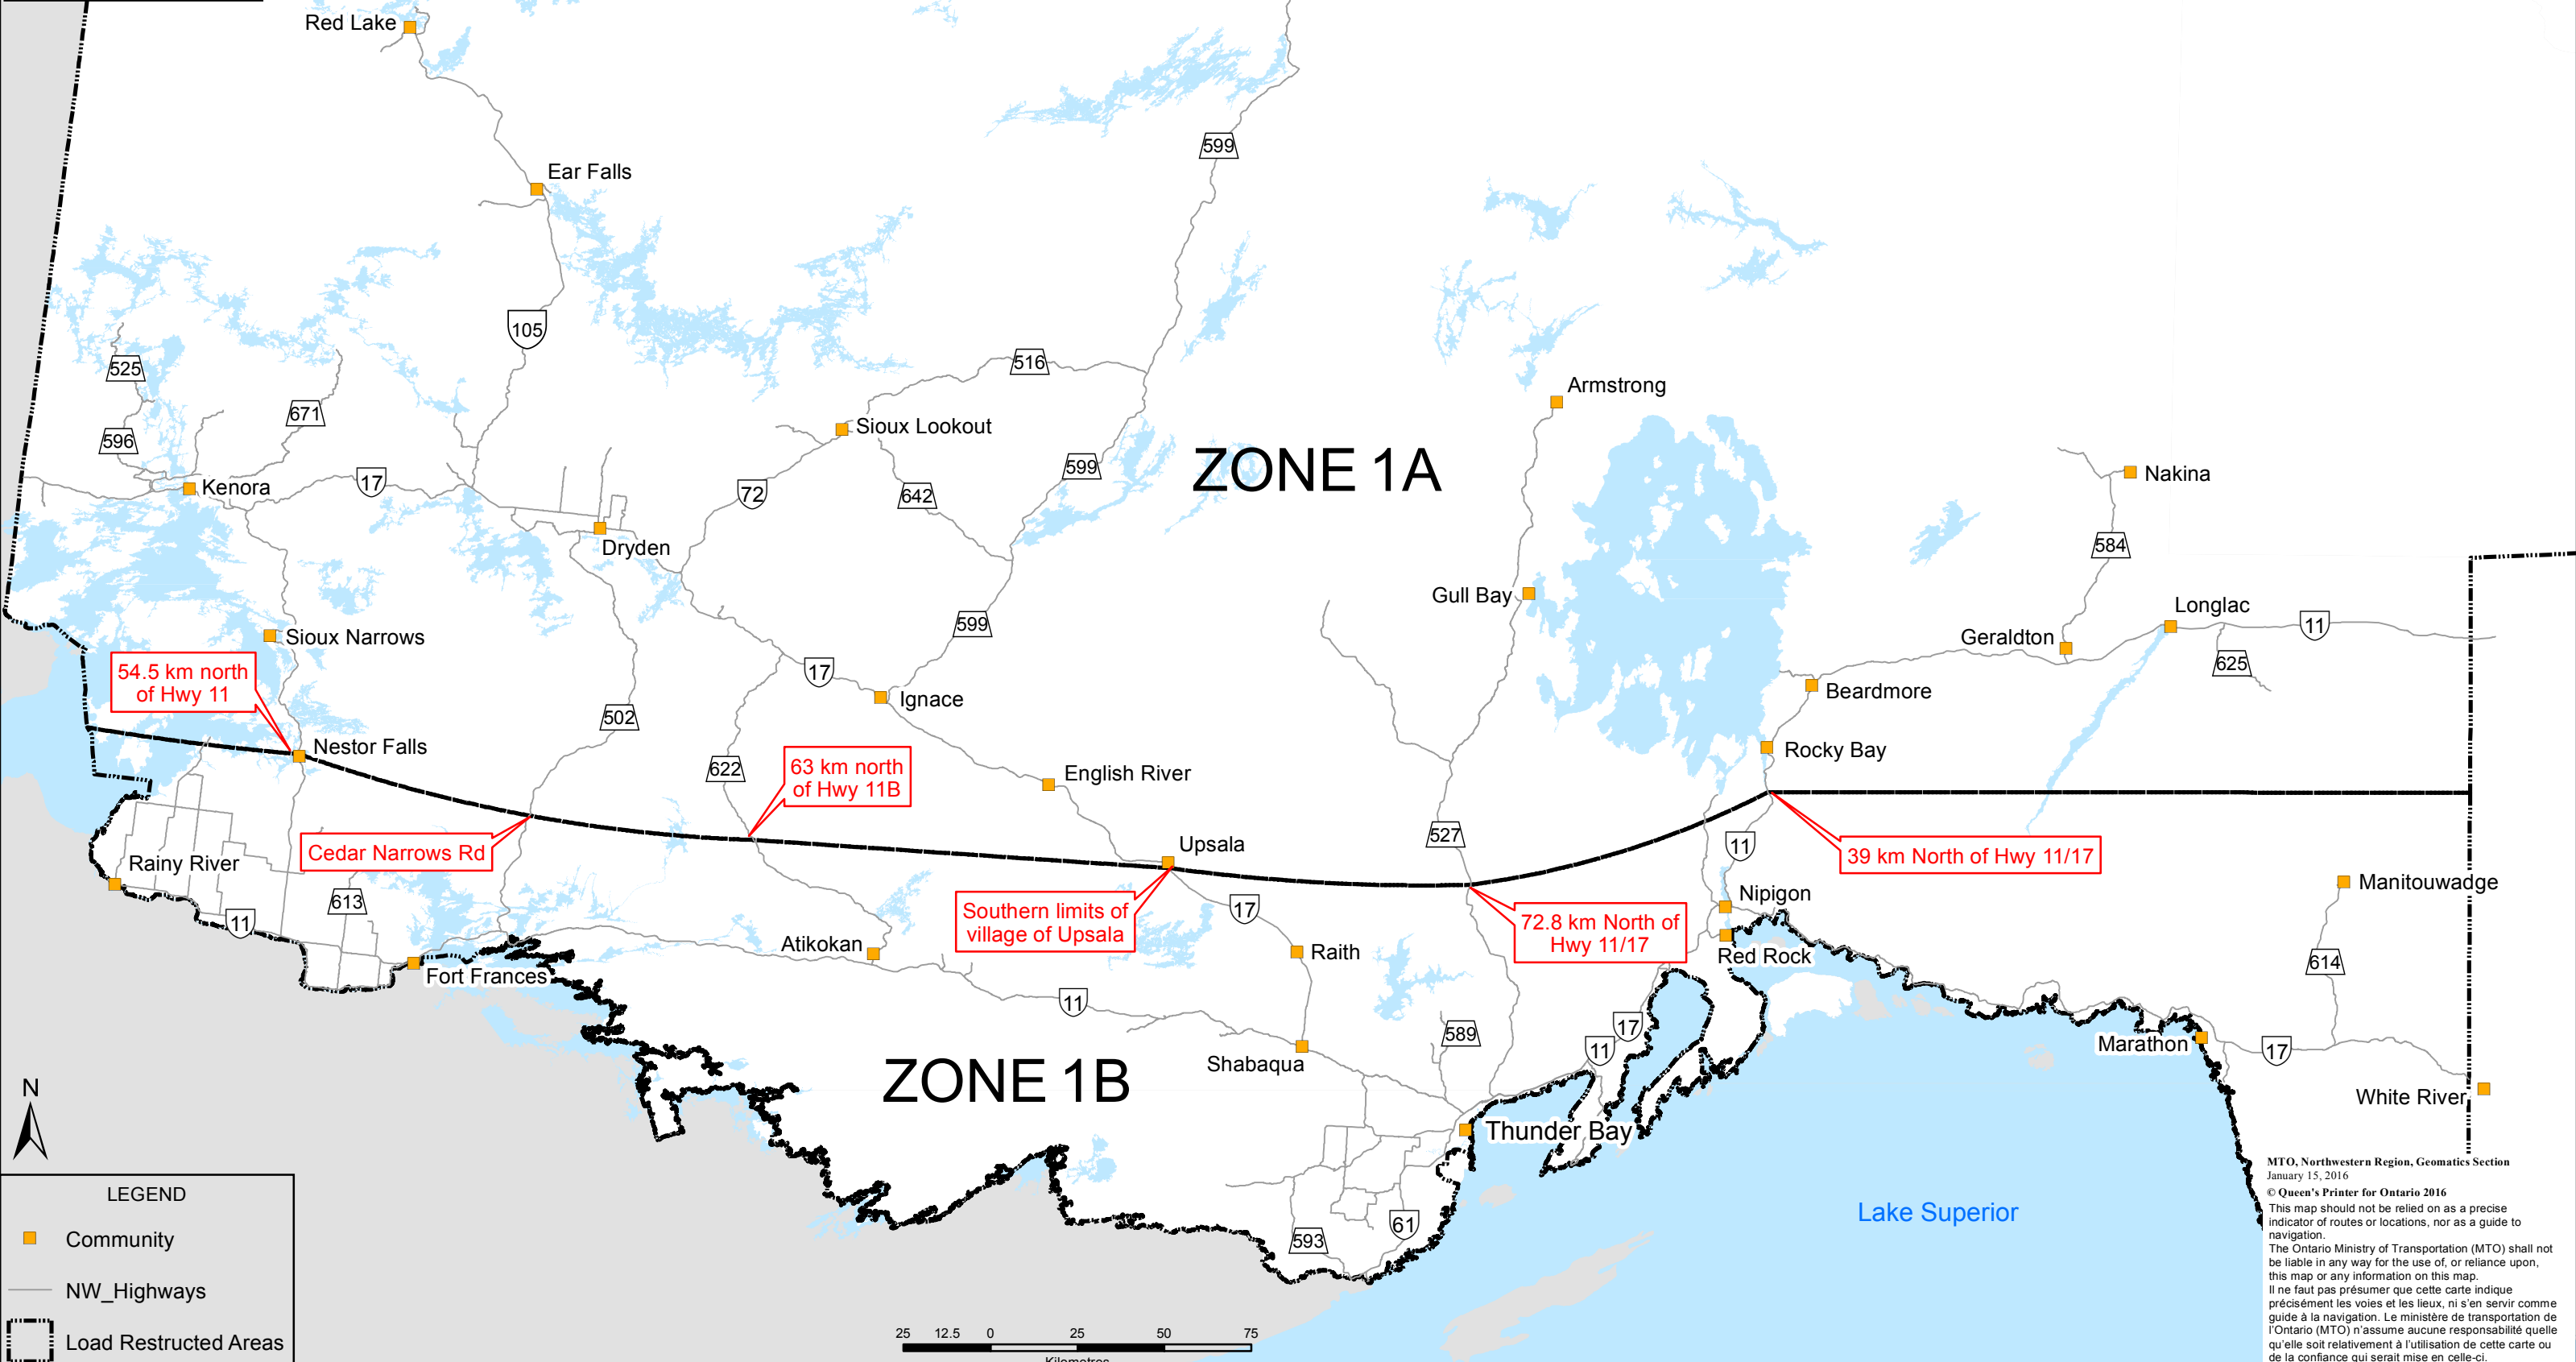 Red Lake
Ear Falls
599
105
525
516
671
Armstrong
596
Sioux Lookout
ZONE 1A
599
Nakina
Kenora
17
72
642
Dryden
584
Gull Bay
Longlac
599
11
Sioux Narrows
Geraldton
625
54.5 km north
of Hwy 11
17
Ignace
Beardmore
502
Nestor Falls
Rocky Bay
622
63 km north
of Hwy 11B
English River
527
Upsala
11
39 km North of Hwy 11/17
Cedar Narrows Rd
Rainy River
Manitouwadge
613
Nipigon
17
11
Southern limits of
village of Upsala
72.8 km North of
Hwy 11/17
Atikokan
Raith
Red Rock
614
Fort Frances
11
17
589
Marathon
11
17
Shabaqua
ZONE 1B
N
White River
Thunder Bay
Lake Superior
61
593
LEGEND
Community
NW_Highways
Load Restructed Areas
25 12.5 0 25 50 75
Kilometres
MTO, Northwestern Region, Geomatics Section
January 15, 2016
© Queen's Printer for Ontario 2016
This map should not be relied on as a precise
indicator of routes or locations, nor as a guide to
navigation.
The Ontario Ministry of Transportation (MTO) shall not
be liable in any way for the use of, or reliance upon,
this map or any information on this map.
Il ne faut pas présumer que cette carte indique
précisément les voies et les lieux, ni s'en servir comme
guide à la navigation. Le ministère de transportation de
l'Ontario (MTO) n'assume aucune responsabilité quelle
qu'elle soit relativement à l'utilisation de cette carte ou
de la confiance qui serait mise en celle-ci.